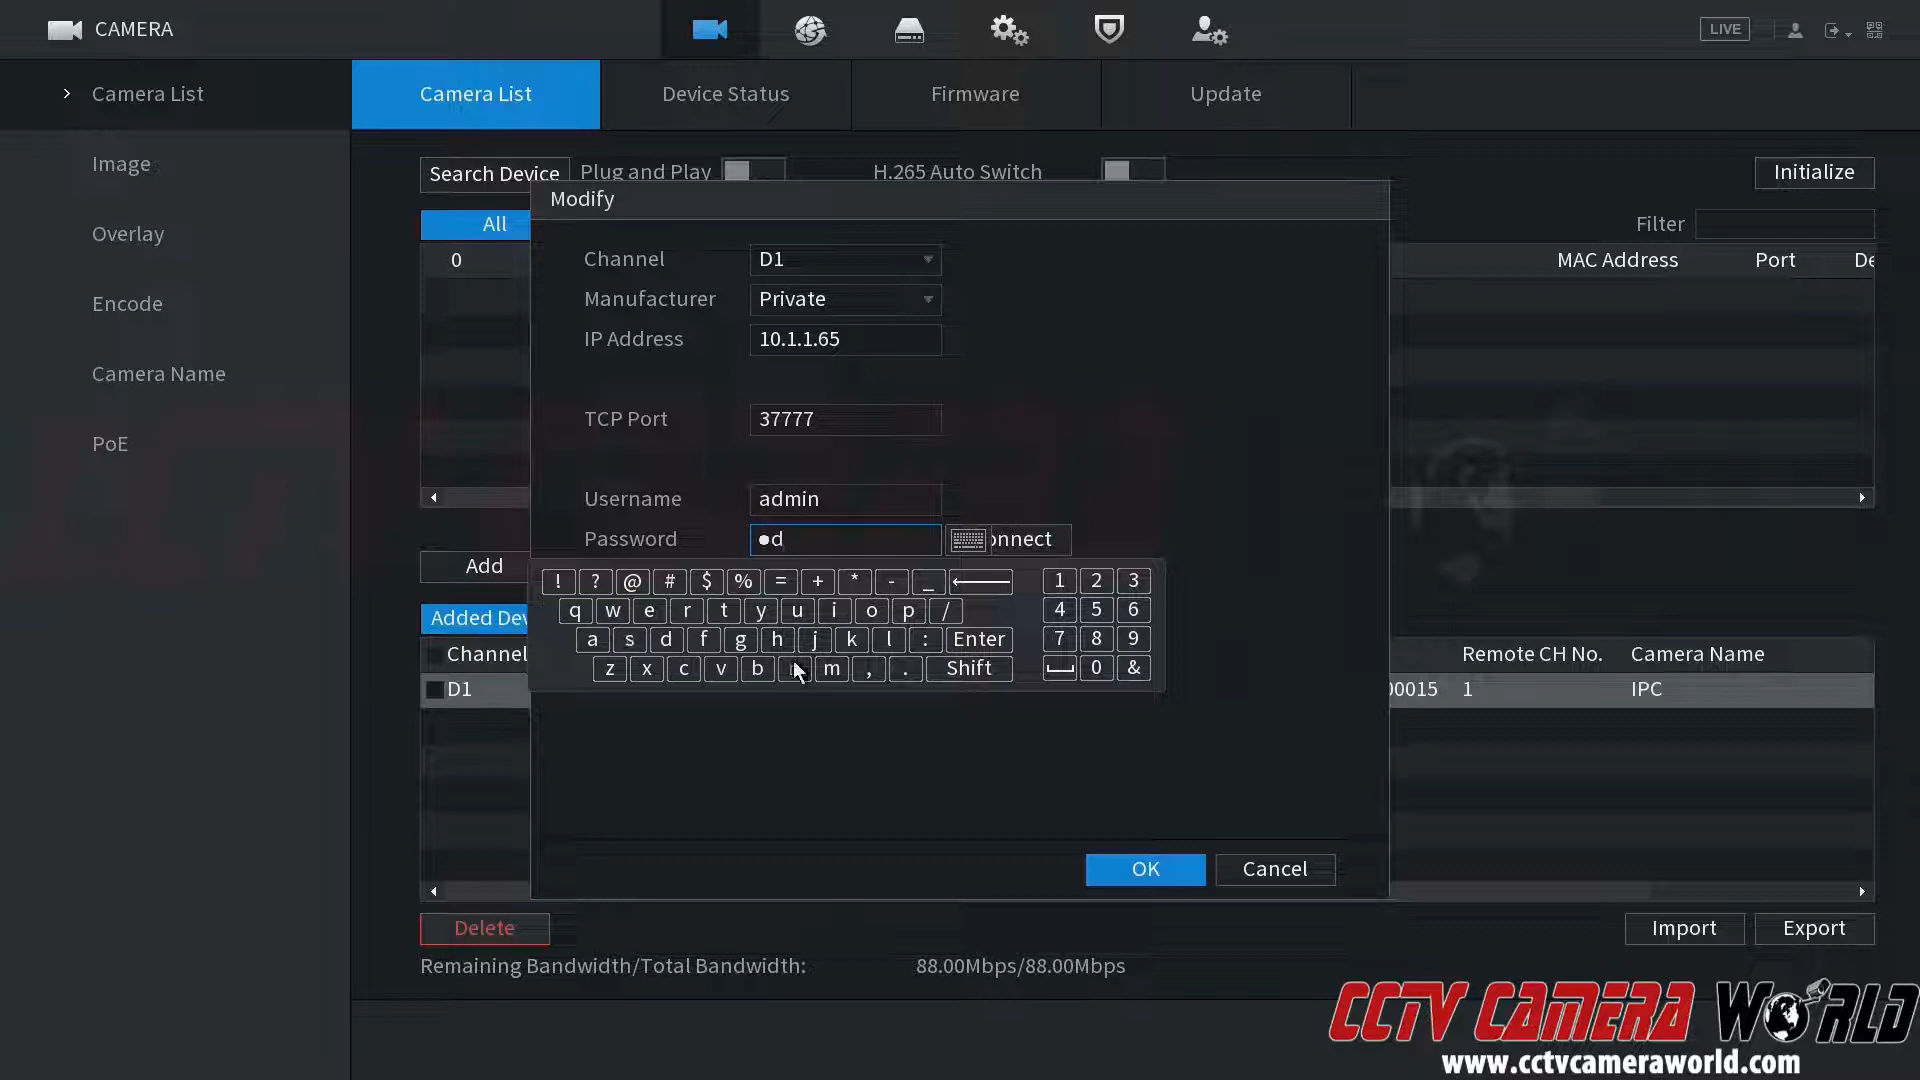 CAMERA
LIVE
Camera List
Image
Overlay
Encode
Camera Name
PoE
Camera List Device Status Firmware Update
Search Device Plug and Play H.265 Auto Switch Initialize
All Filter
0 MAC Address Port De
Modify
Channel D1
Manufacturer Private
IP Address 10.1.1.65
TCP Port 37777
Username admin
Password ●d onnect
! ? @ # $ % = + * - _ 1 2 3
q w e r t y u i o p / 4 5 6
a s d f g h j k l : Enter 7 8 9
z x c v b m , . Shift 0 &
OK Cancel
Add
Added Dev
Channel Remote CH No. Camera Name
D1 00015 1 IPC
Delete Import Export
Remaining Bandwidth/Total Bandwidth: 88.00Mbps/88.00Mbps
CCTV CAMERA WORLD
www.cctvcameraworld.com